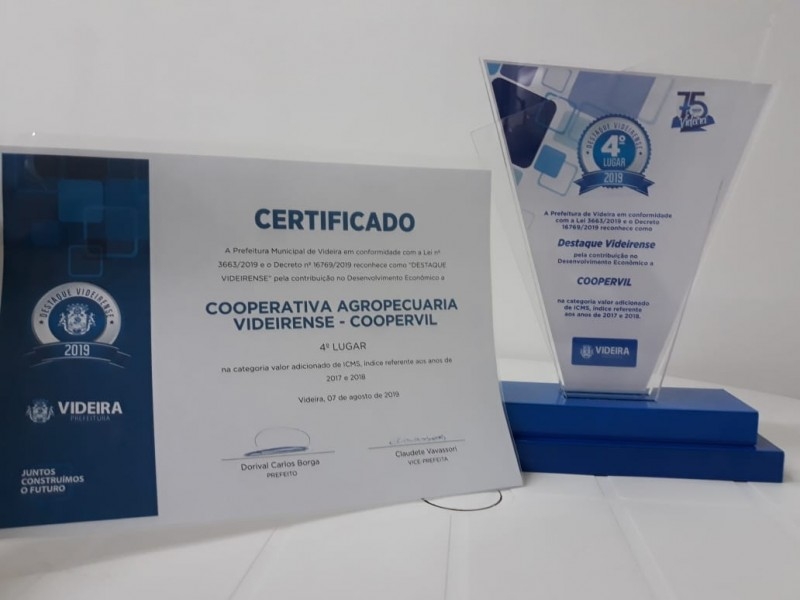 CERTIFICADO
A Prefeitura Municipal de Videira em conformidade com a Lei nº
3663/2019 e o Decreto nº 16769/2019 reconhece como "DESTAQUE
VIDEIRENSE" pela contribuição no Desenvolvimento Econômico a
COOPERATIVA AGROPECUARIA
VIDEIRENSE - COOPERVIL
4º LUGAR
na categoria valor adicionado de ICMS, índice referente aos anos de
2017 e 2018
Videira, 07 de agosto de 2019
Dorival Carlos Borga
PREFEITO
Claudete Vavassori
VICE-PREFEITA
DESTAQUE VIDEIRENSE
2019
VIDEIRA
PREFEITURA
JUNTOS
CONSTRUÍMOS
O FUTURO
75
Videira
DESTAQUE VIDEIRENSE
4º
LUGAR
2019
A Prefeitura de Videira em conformidade
com a Lei 3663/2019 e o Decreto
16769/2019 reconhece como
Destaque Videirense
pela contribuição no
Desenvolvimento Econômico a
COOPERVIL
na categoria valor adicionado
de ICMS, índice referente
aos anos de 2017 e 2018.
VIDEIRA